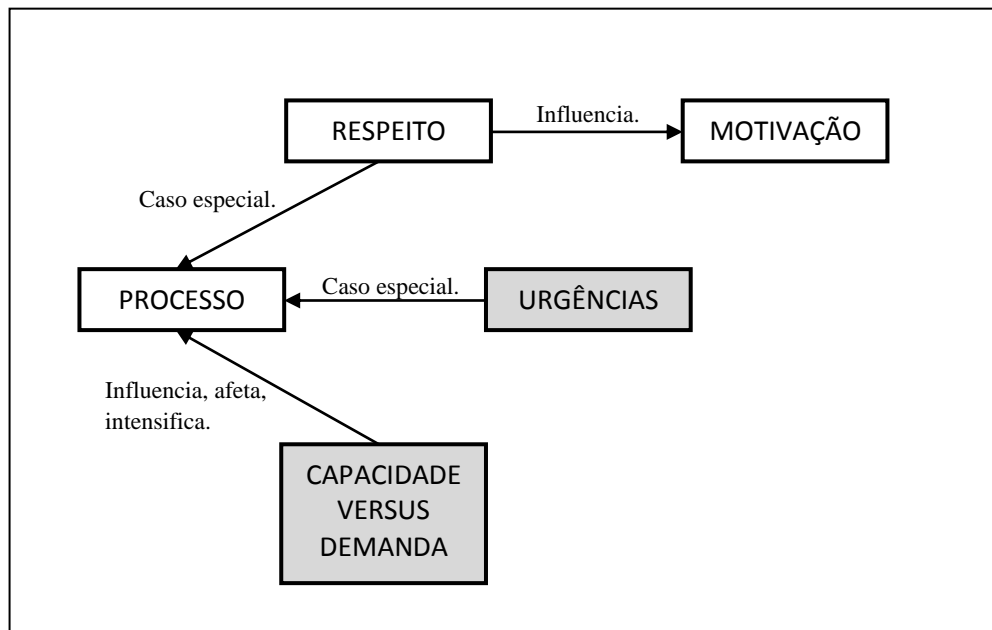 RESPEITO
Influencia.
MOTIVAÇÃO
Caso especial.
PROCESSO
Caso especial.
URGÊNCIAS
Influencia, afeta,
intensifica.
CAPACIDADE
VERSUS
DEMANDA